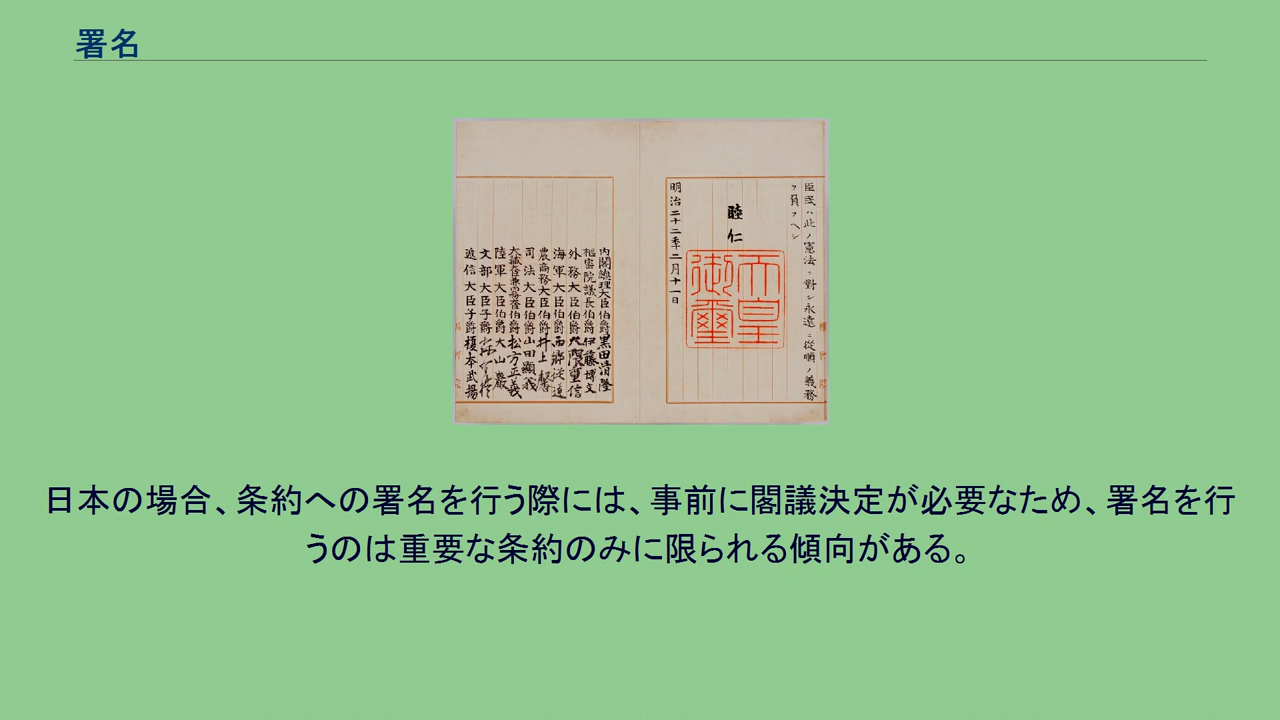 署名
臣民ハ此ノ憲法ニ對シ永遠ニ從順ノ義務
ヲ負フヘシ
睦仁
天皇
御璽
明治二十二年二月十一日
内閣總理大臣伯爵黒田清隆
樞密院議長伯爵伊藤博文
外務大臣伯爵大隈重信
海軍大臣伯爵西郷従道
農商務大臣伯爵井上馨
司法大臣伯爵山田顯義
大藏大臣兼内務大臣伯爵松方正義
陸軍大臣伯爵大山巌
文部大臣子爵
逓信大臣子爵榎本武揚
日本の場合、条約への署名を行う際には、事前に閣議決定が必要なため、署名を行
うのは重要な条約のみに限られる傾向がある。